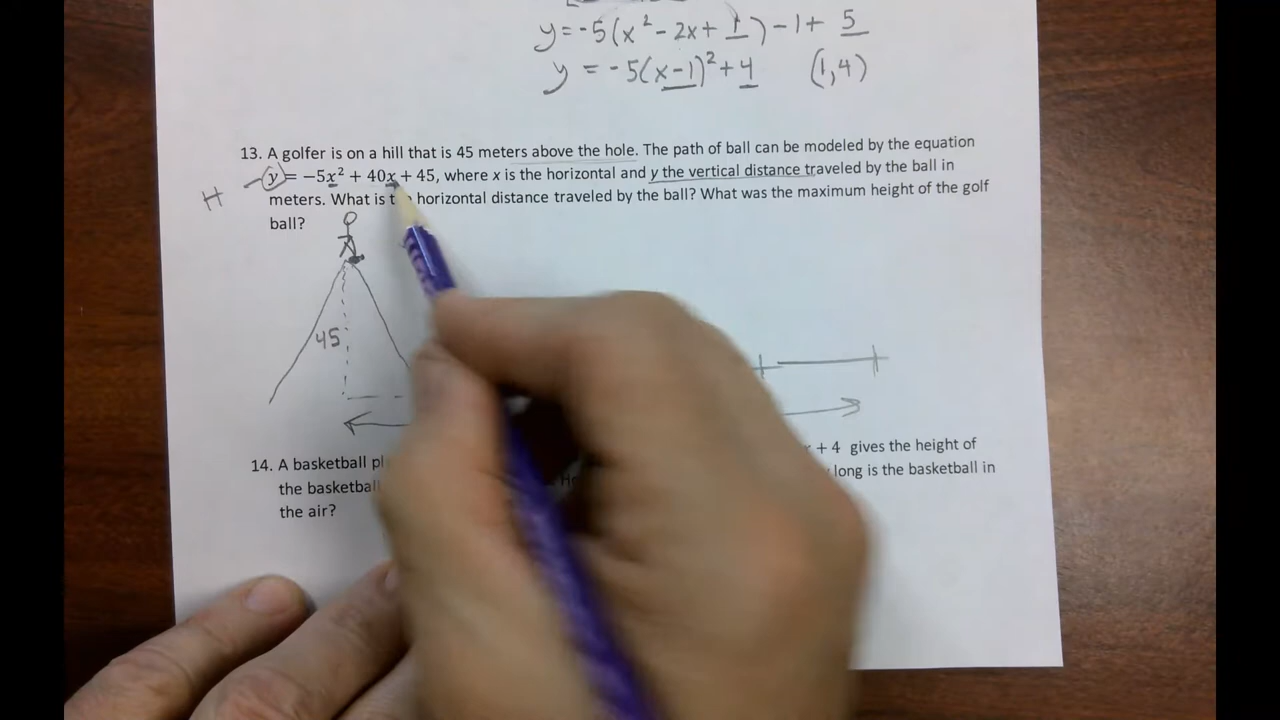 y = -5(x² - 2x + 1) - 1 + 5
y = -5(x-1)² + 4 (1,4)
13. A golfer is on a hill that is 45 meters above the hole. The path of ball can be modeled by the equation
H y = −5x² + 40x + 45, where x is the horizontal and y the vertical distance traveled by the ball in
meters. What is horizontal distance traveled by the ball? What was the maximum height of the golf
ball?
45
14. A basketball + 4 gives the height of
the basketball long is the basketball in
the air?